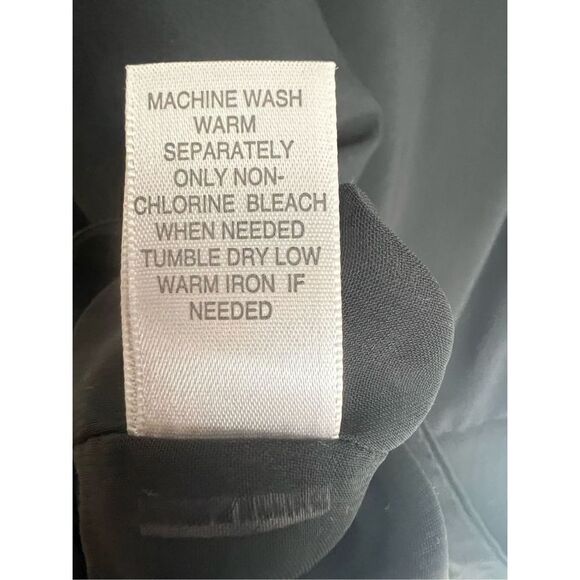 MACHINE WASH
WARM
SEPARATELY
ONLY NON-
CHLORINE BLEACH
WHEN NEEDED
TUMBLE DRY LOW
WARM IRON IF
NEEDED